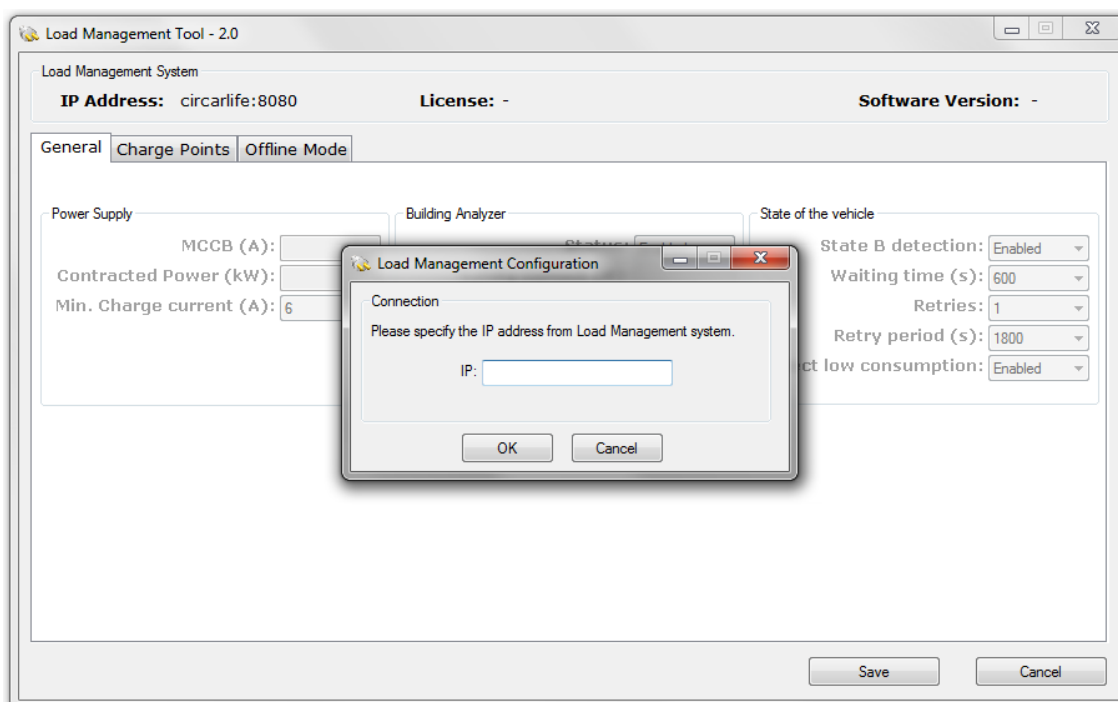 Load Management Tool - 2.0
Load Management System
IP Address: circarlife:8080 License: - Software Version: -
General Charge Points Offline Mode
Power Supply Building Analyzer State of the vehicle
MCCB (A): Status: State B detection: Enabled
Load Management Configuration
Contracted Power (kW): Waiting time (s): 600
Connection
Min. Charge current (A): 6 Retries: 1
Please specify the IP address from Load Management system.
Retry period (s): 1800
IP: ct low consumption: Enabled
OK Cancel
Save Cancel